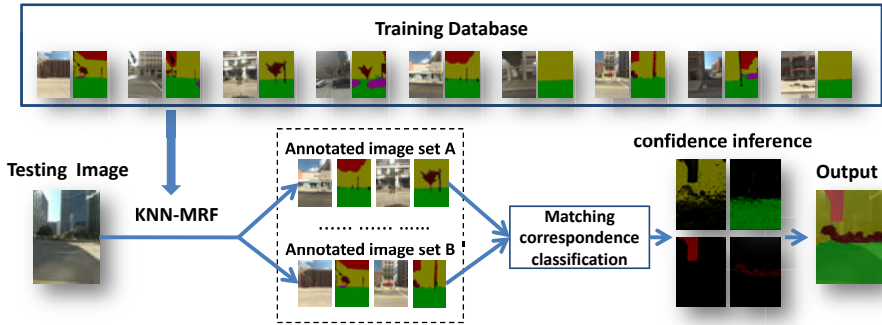 Training Database
Testing Image
KNN-MRF
Annotated image set A
...... ...... ......
Annotated image set B
Matching
correspondence
classification
confidence inference
Output